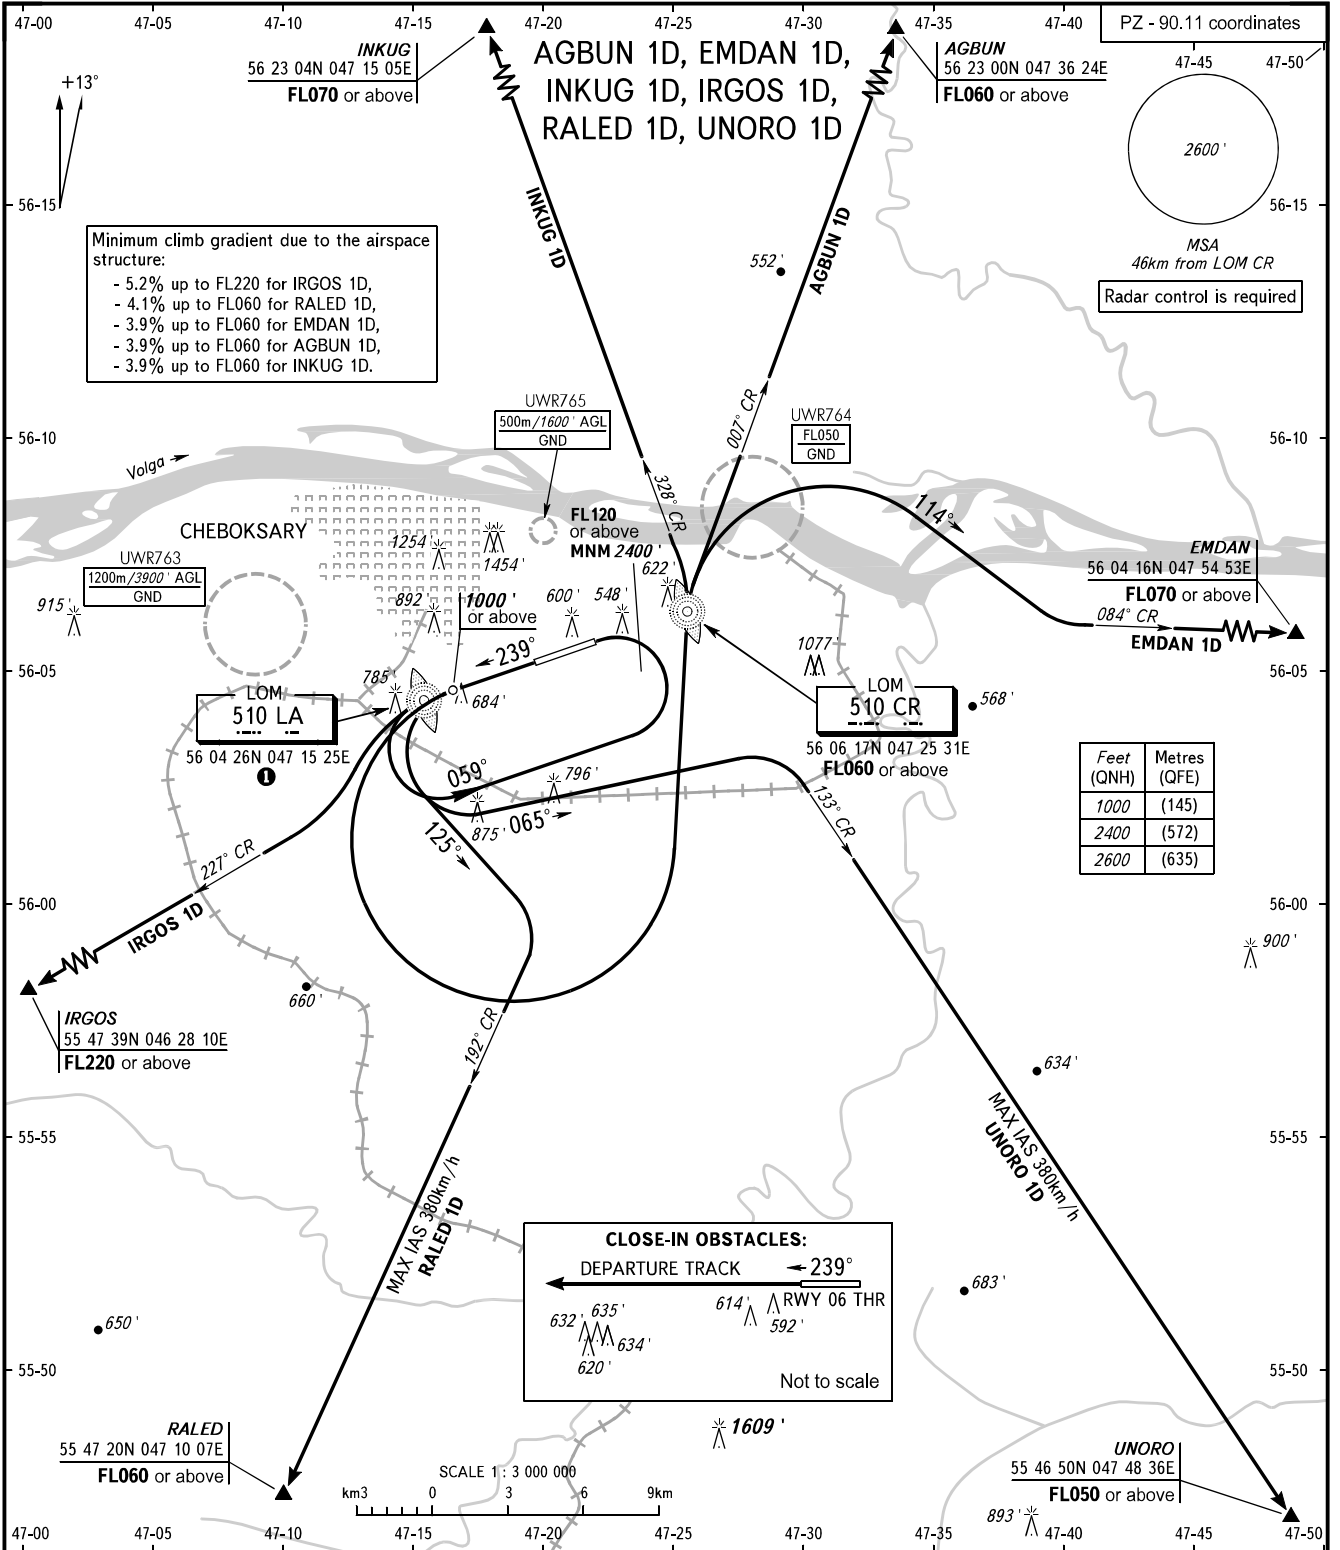 47-00
47-10
47-15
47-20
47-30
47-35
47-40
PZ - 90.11 coordinates
47-45
47-50
INKUG
56 23 04N 047 15 05E
FL070 or above
AGBUN 1D, EMDAN 1D,
INKUG 1D, IRGOS 1D,
RALED 1D, UNORO 1D
AGBUN
56 23 00N 047 36 24E
FL060 or above
+13°
2600'
MSA
46km from LOM CR
Radar control is required
56-15
56-15
Minimum climb gradient due to the airspace
structure:
- 5.2% up to FL220 for IRGOS 1D,
- 4.1% up to FL060 for RALED 1D,
- 3.9% up to FL060 for EMDAN 1D,
- 3.9% up to FL060 for AGBUN 1D,
- 3.9% up to FL060 for INKUG 1D.
INKUG 1D
AGBUN 1D
552'
007° CR
328° CR
UWR765
500m/1600' AGL
GND
UWR764
FL050
GND
56-10
56-10
Volga
CHEBOKSARY
1254'
1454'
FL120
or above
MNM 2400'
622'
114°
UWR763
1200m/3900' AGL
GND
915'
892'
1000'
or above
600'
548'
EMDAN
56 04 16N 047 54 53E
FL070 or above
084° CR
EMDAN 1D
239°
1077'
56-05
56-05
785'
684'
LOM
510 LA
56 04 26N 047 15 25E
1
LOM
510 CR
56 06 17N 047 25 31E
FL060 or above
568'
059°
796'
065°
875'
125°
133° CR
Feet
(QNH)
Metres
(QFE)
1000
(145)
2400
(572)
2600
(635)
227° CR
IRGOS 1D
56-00
56-00
900'
660'
IRGOS
55 47 39N 046 28 10E
FL220 or above
192° CR
634'
MAX IAS 380km/h
UNORO 1D
55-55
55-55
MAX IAS 380km/h
RALED 1D
CLOSE-IN OBSTACLES:
DEPARTURE TRACK
239°
RWY 06 THR
614'
592'
632'
635'
634'
620'
Not to scale
683'
650'
55-50
55-50
1609'
RALED
55 47 20N 047 10 07E
FL060 or above
UNORO
55 46 50N 047 48 36E
FL050 or above
893'
SCALE 1 : 3 000 000
km3
0
3
6
9km
47-00
47-05
47-10
47-15
47-20
47-25
47-30
47-35
47-40
47-45
47-50